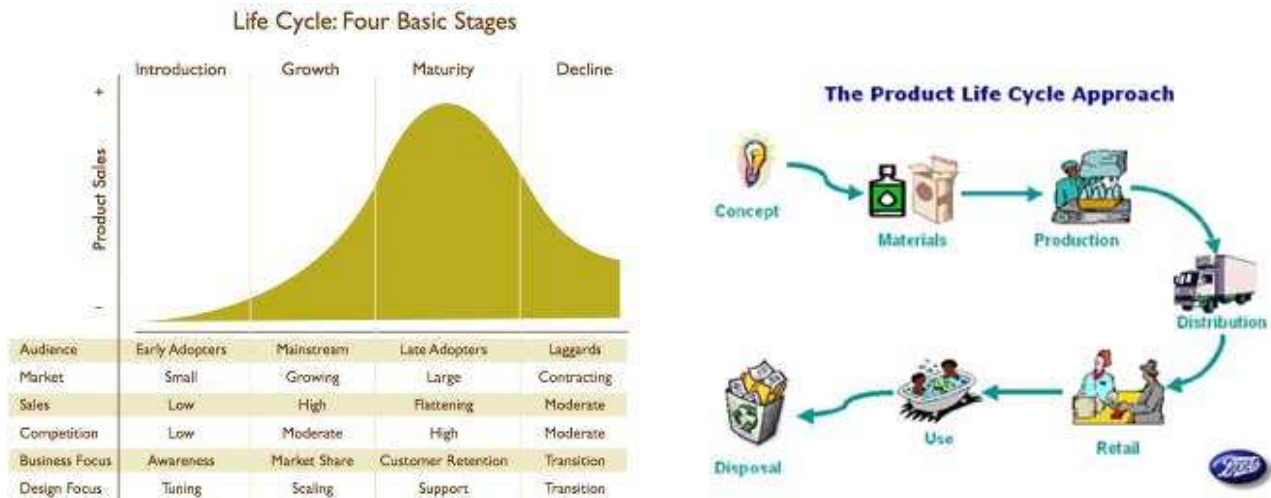 Life Cycle: Four Basic Stages
Introduction Growth Maturity Decline
+
Product Sales
–
Audience Early Adopters Mainstream Late Adopters Laggards
Market Small Growing Large Contracting
Sales Low High Flattening Moderate
Competition Low Moderate High Moderate
Business Focus Awareness Market Share Customer Retention Transition
Design Focus Tuning Scaling Support Transition
The Product Life Cycle Approach
Concept
Materials
Production
Distribution
Retail
Use
Disposal
Boots